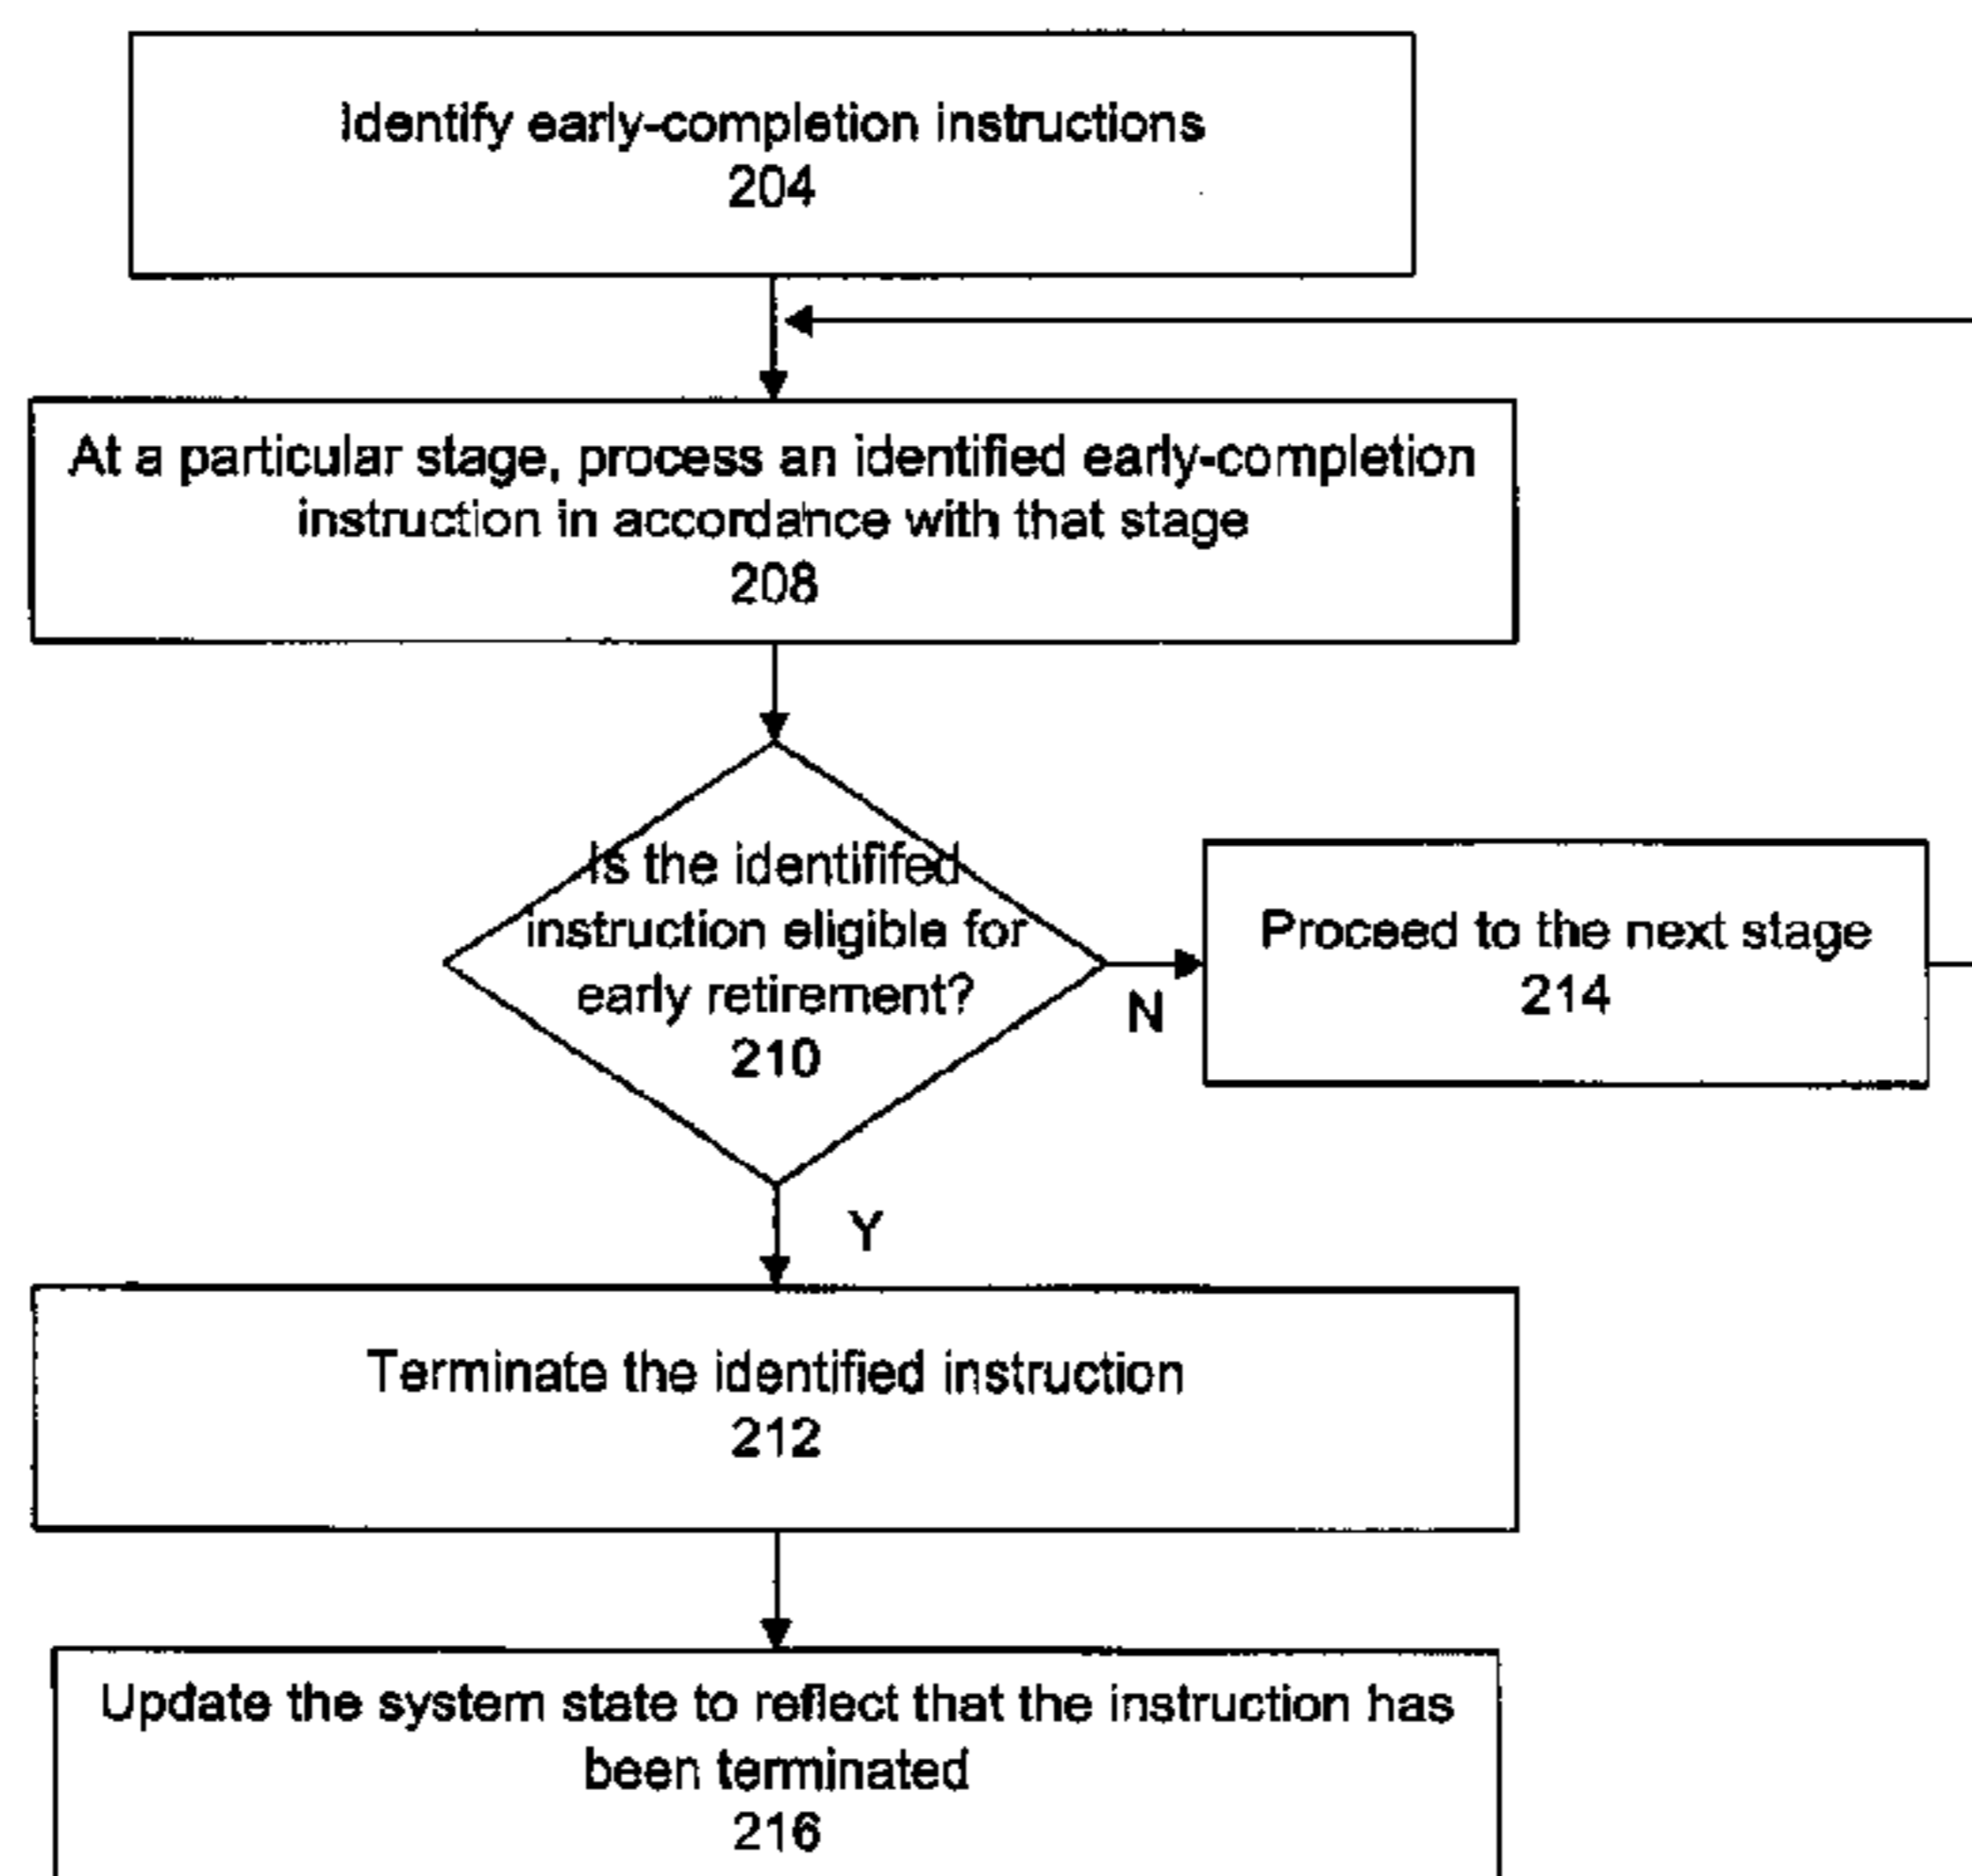 Identify early-completion instructions
204
At a particular stage, process an identified early-completion
instruction in accordance with that stage
208
Is the identififed
instruction eligible for
early retirement?
210
N
Proceed to the next stage
214
Y
Terminate the identified instruction
212
Update the system state to reflect that the instruction has
been terminated
216